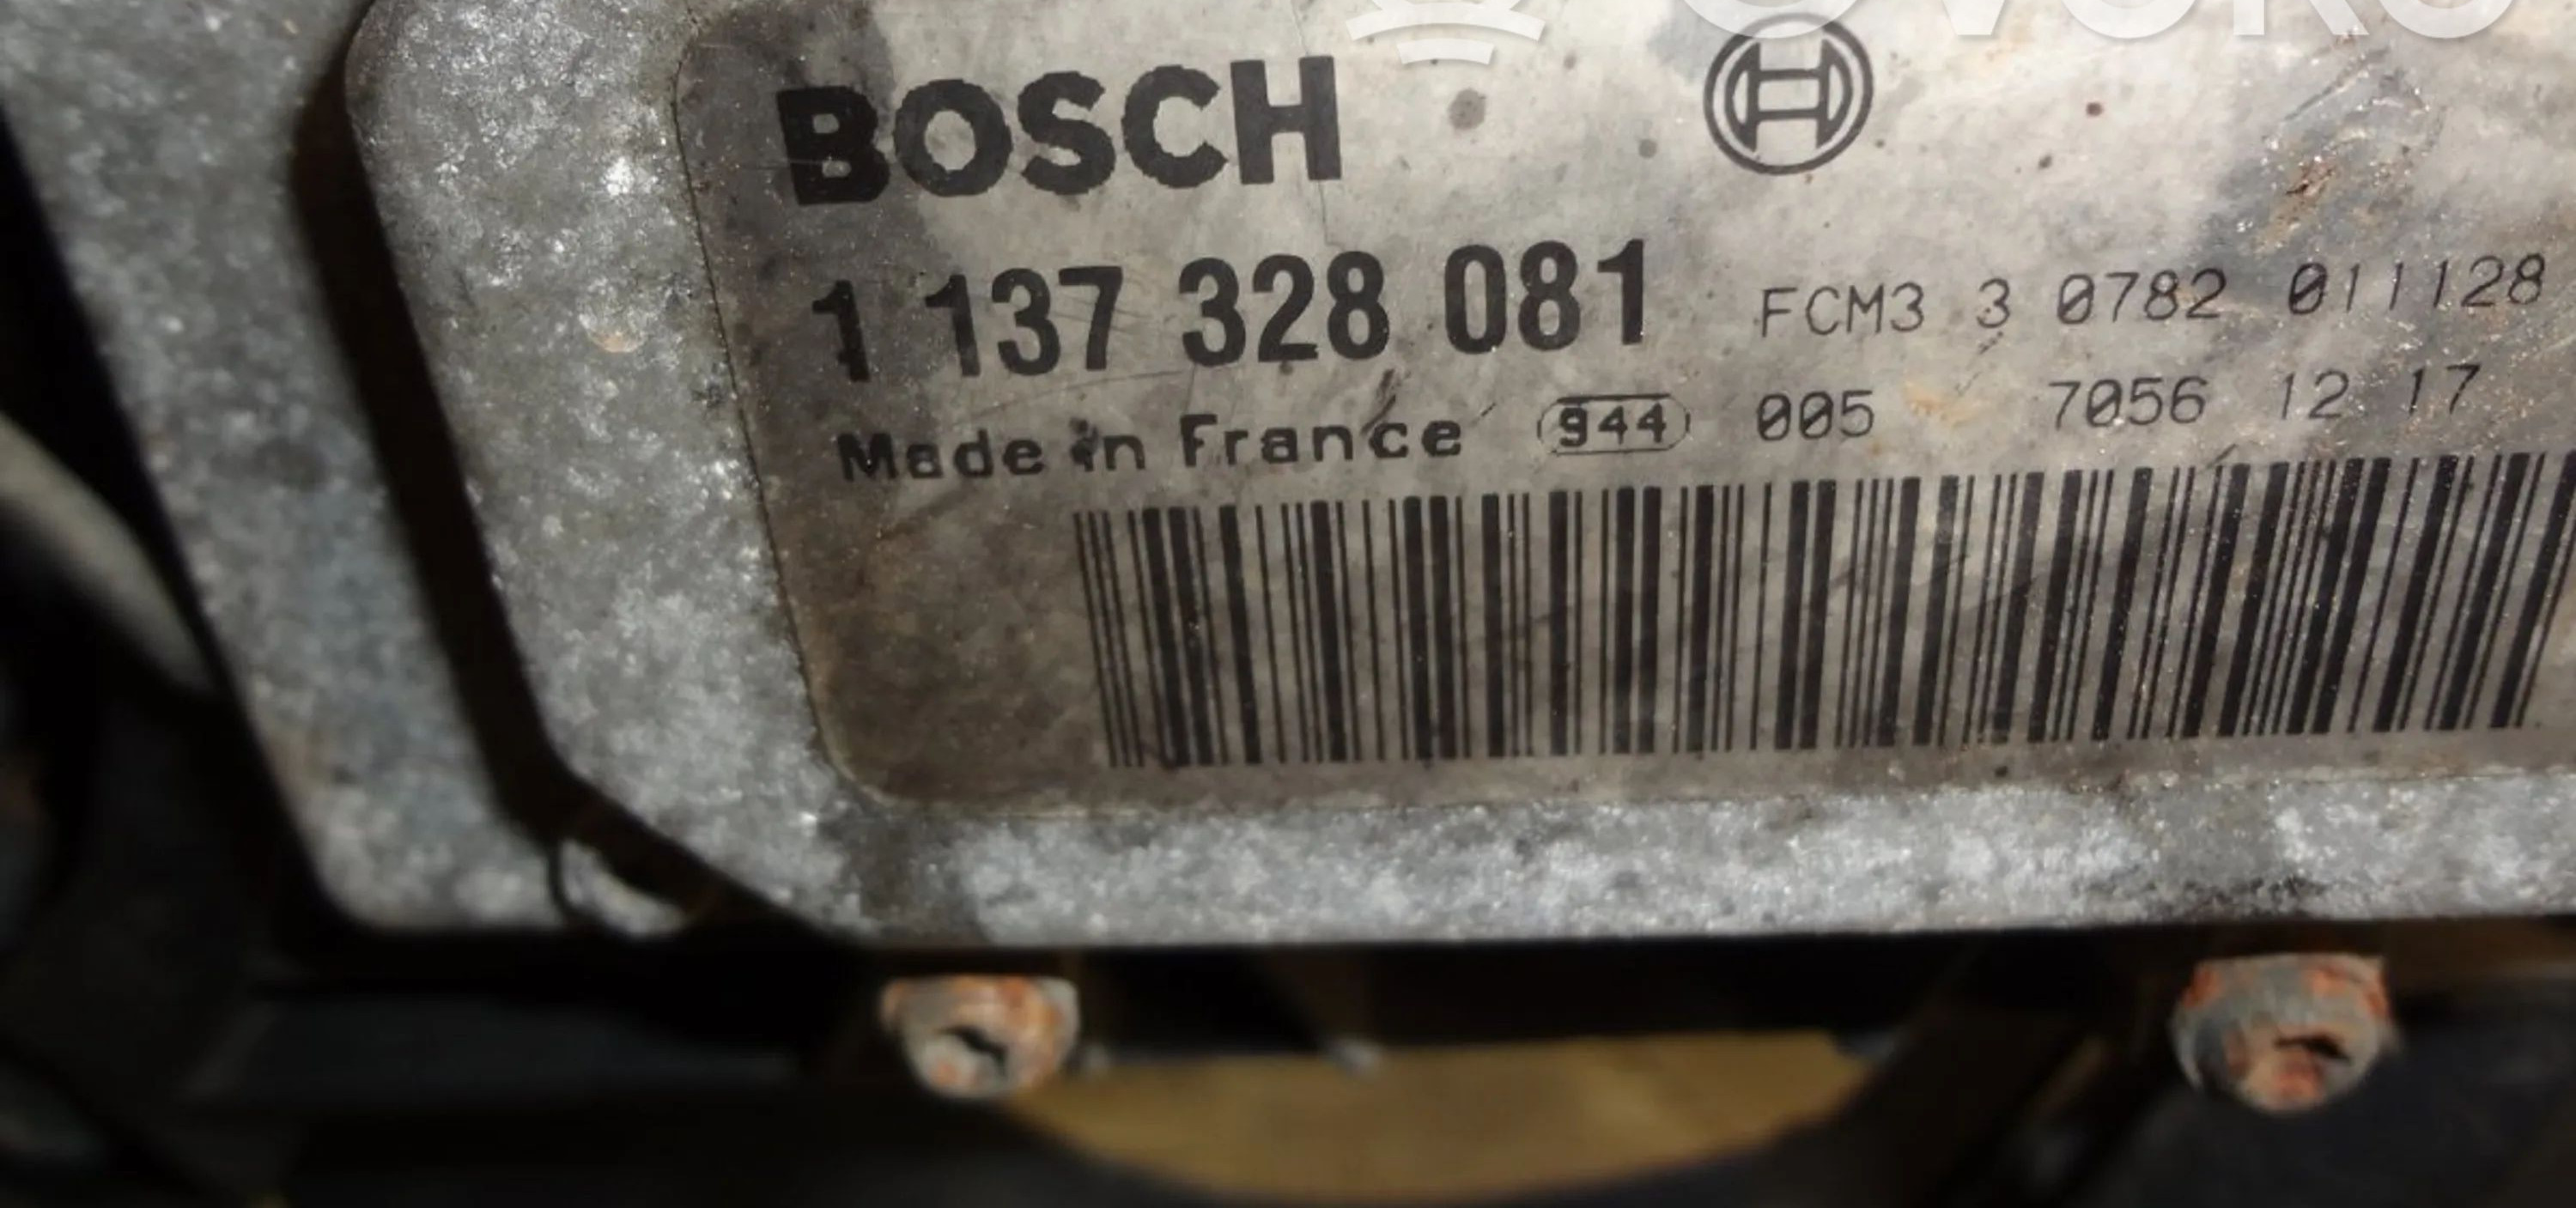 BOSCH
1 137 328 081 FCM3 3 0782 011128
Made in France 944 005 7056 12 17